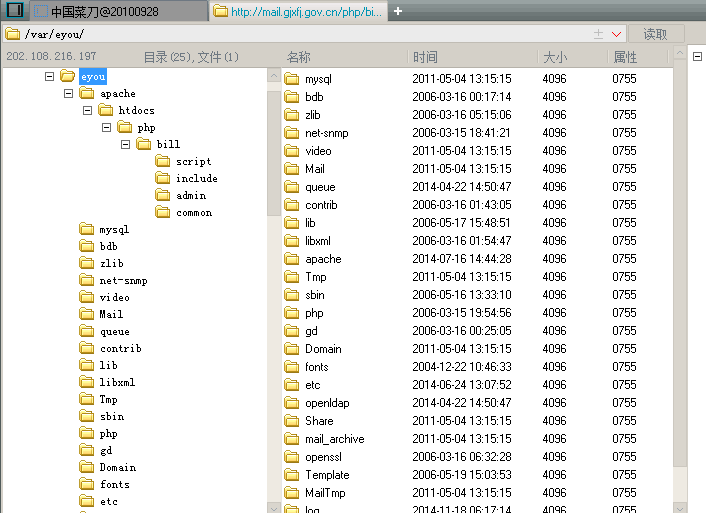 中国菜刀@20100928
http://mail.gjxfj.gov.cn/php/bi...
/var/eyou/
读取
202.108.216.197
目录(25),文件(1)
名称 时间 大小 属性
eyou
apache
htdocs
php
bill
script
include
admin
common
mysql
bdb
zlib
net-snmp
video
Mail
queue
contrib
lib
libxml
Tmp
sbin
php
gd
Domain
fonts
etc
mysql 2011-05-04 13:15:15 4096 0755
bdb 2006-03-16 00:17:14 4096 0755
zlib 2006-03-16 05:15:06 4096 0755
net-snmp 2006-03-15 18:41:21 4096 0755
video 2011-05-04 13:15:15 4096 0755
Mail 2011-05-04 13:15:15 4096 0755
queue 2014-04-22 14:50:47 4096 0755
contrib 2006-03-16 01:43:05 4096 0755
lib 2006-05-17 15:48:51 4096 0755
libxml 2006-03-16 01:54:47 4096 0755
apache 2014-07-16 14:44:28 4096 0755
Tmp 2011-05-04 13:15:15 4096 0755
sbin 2006-05-16 13:33:10 4096 0755
php 2006-03-15 19:54:56 4096 0755
gd 2006-03-16 00:25:05 4096 0755
Domain 2011-05-04 13:15:15 4096 0755
fonts 2004-12-22 10:46:33 4096 0755
etc 2014-06-24 13:07:52 4096 0755
openldap 2014-04-22 14:50:47 4096 0755
Share 2011-05-04 13:15:15 4096 0755
mail_archive 2011-05-04 13:15:15 4096 0755
openssl 2006-03-16 06:32:28 4096 0755
Template 2006-05-19 15:03:53 4096 0755
MailTmp 2011-05-04 13:15:15 4096 0755
log 2014-11-18 06:17:14 4096 0755